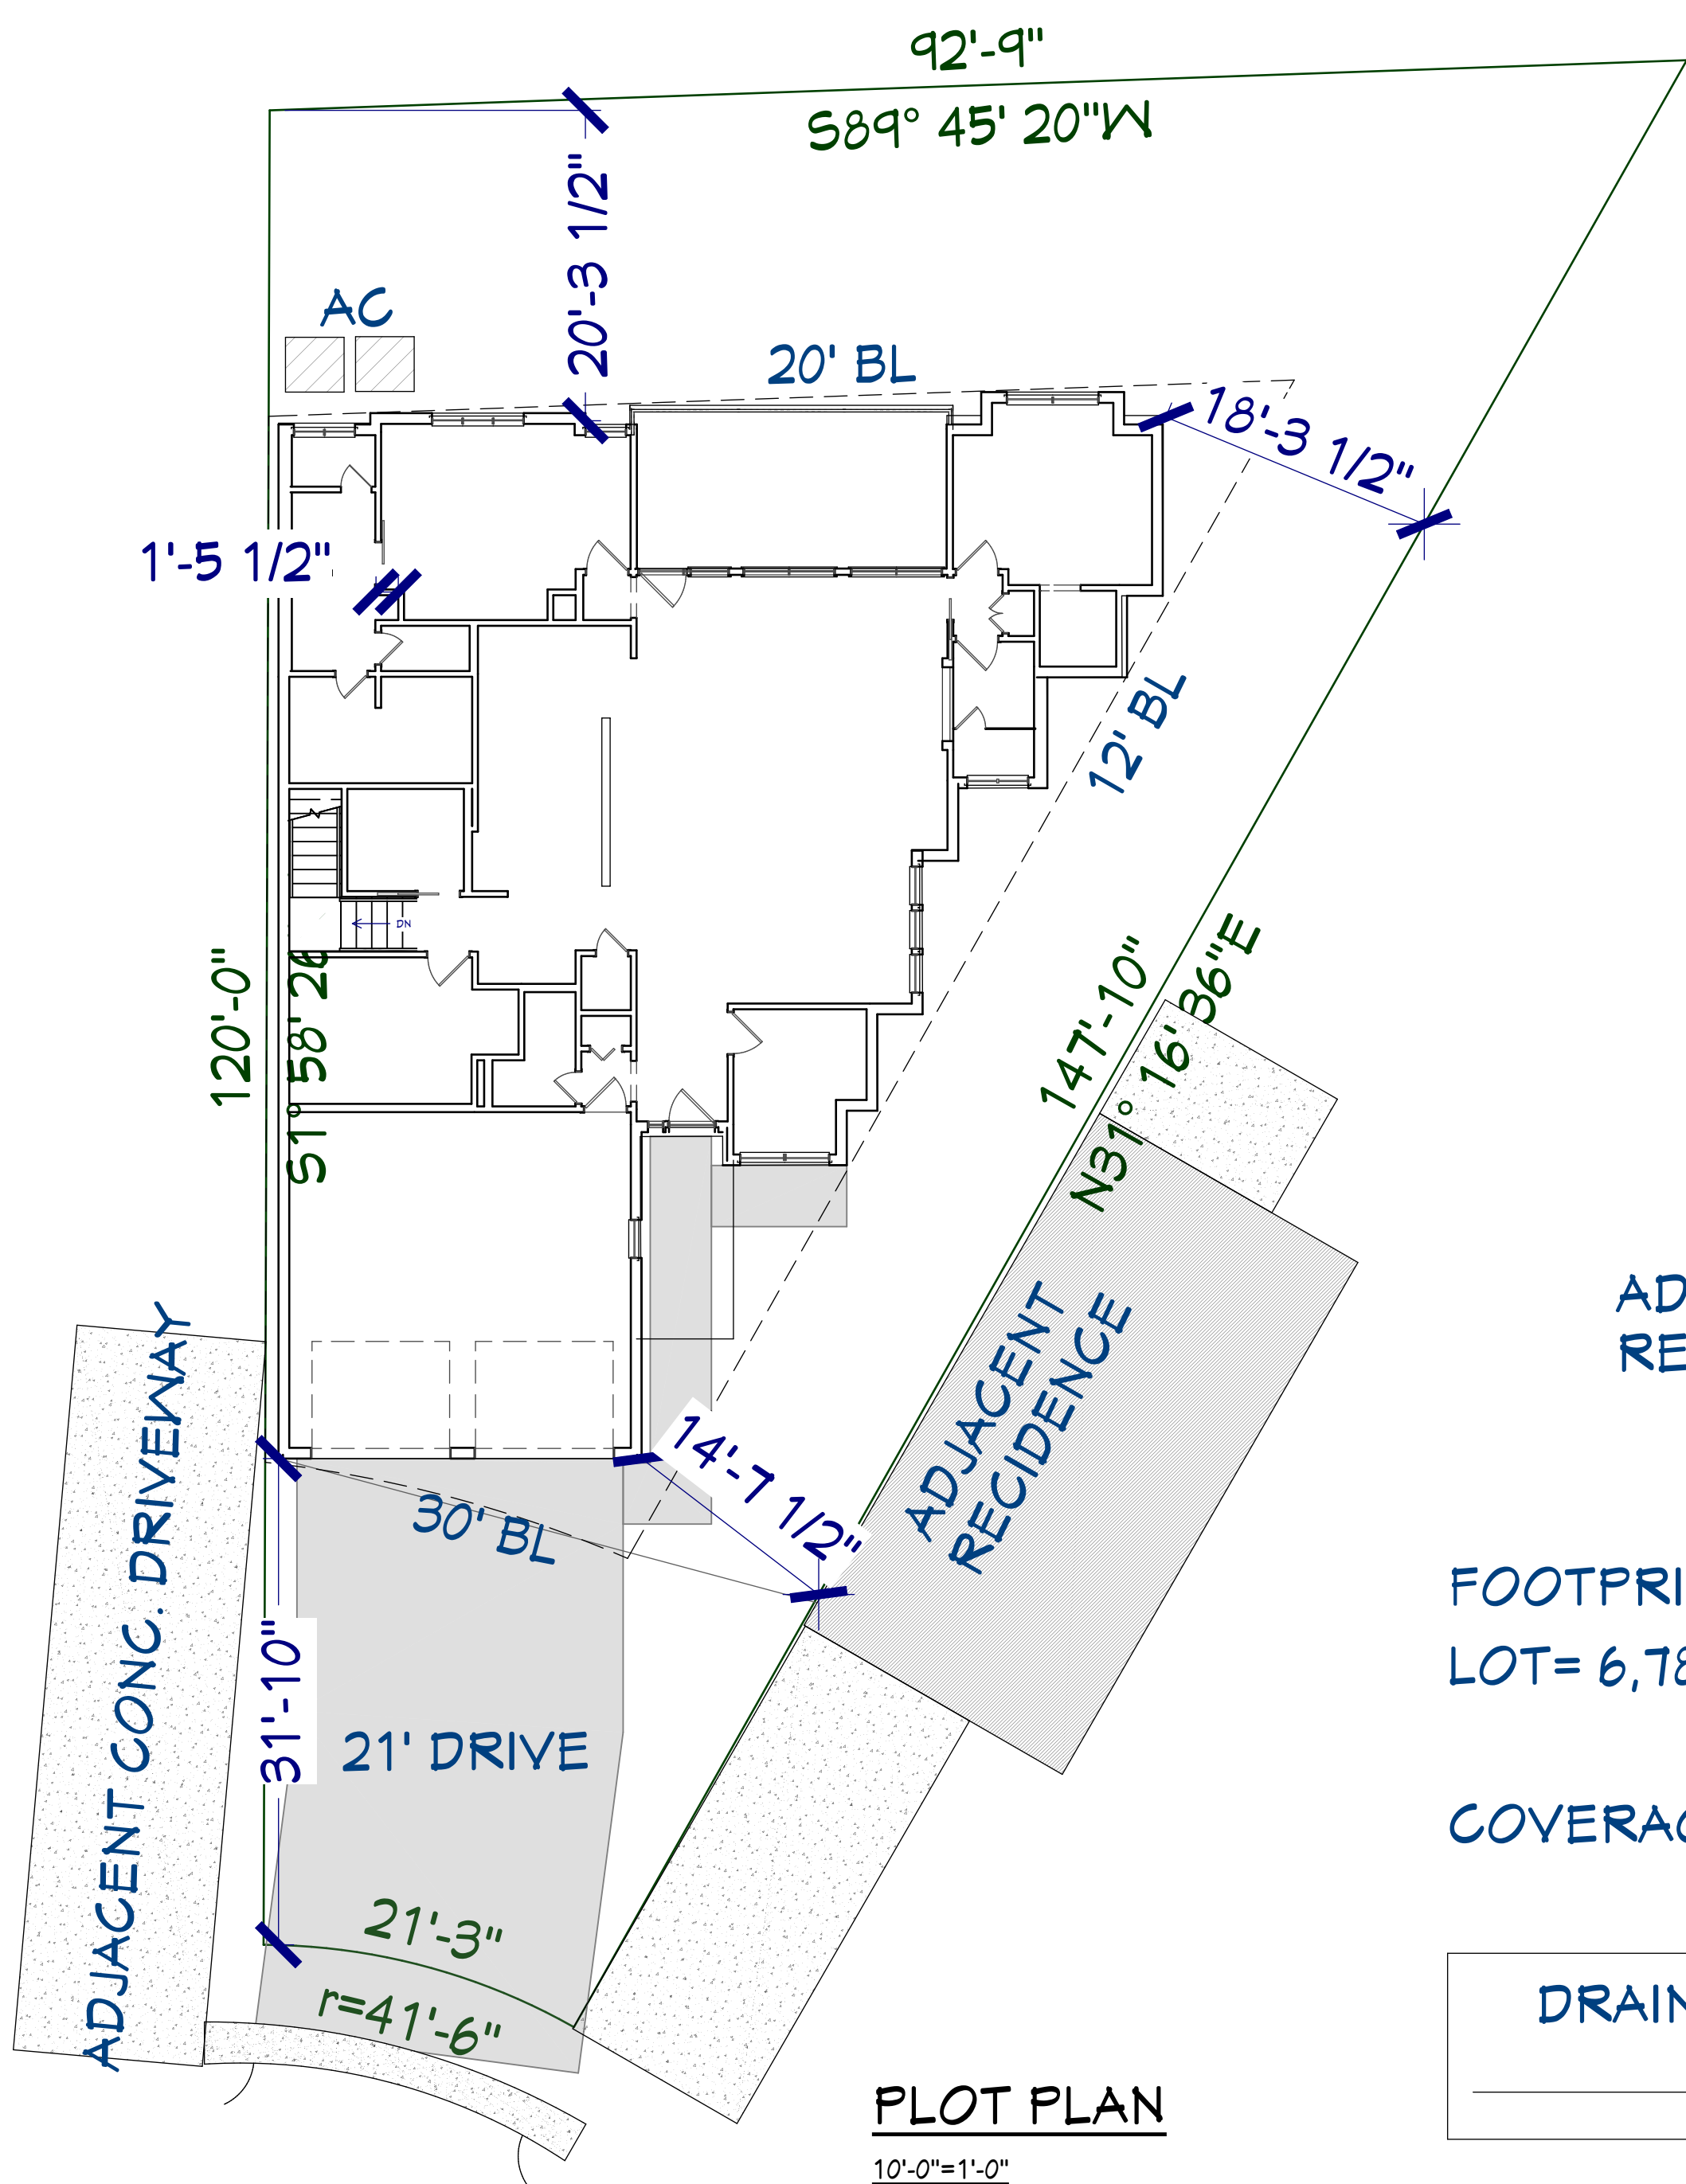 92'-9"
S89° 45' 20"W
20'-3 1/2"
AC
20' BL
18'-3 1/2"
1'-5 1/2"
12' BL
DN
120'-0"
S1° 58'
147'-10"
N31° 16' 36"E
ADJACENT
RECIDENCE
ADJACENT CONC. DRIVEWAY
14'-7 1/2"
30' BL
31'-10"
21' DRIVE
21'-3"
r=41'-6"
LOT= 6,78
PLOT PLAN
10'-0"=1'-0"